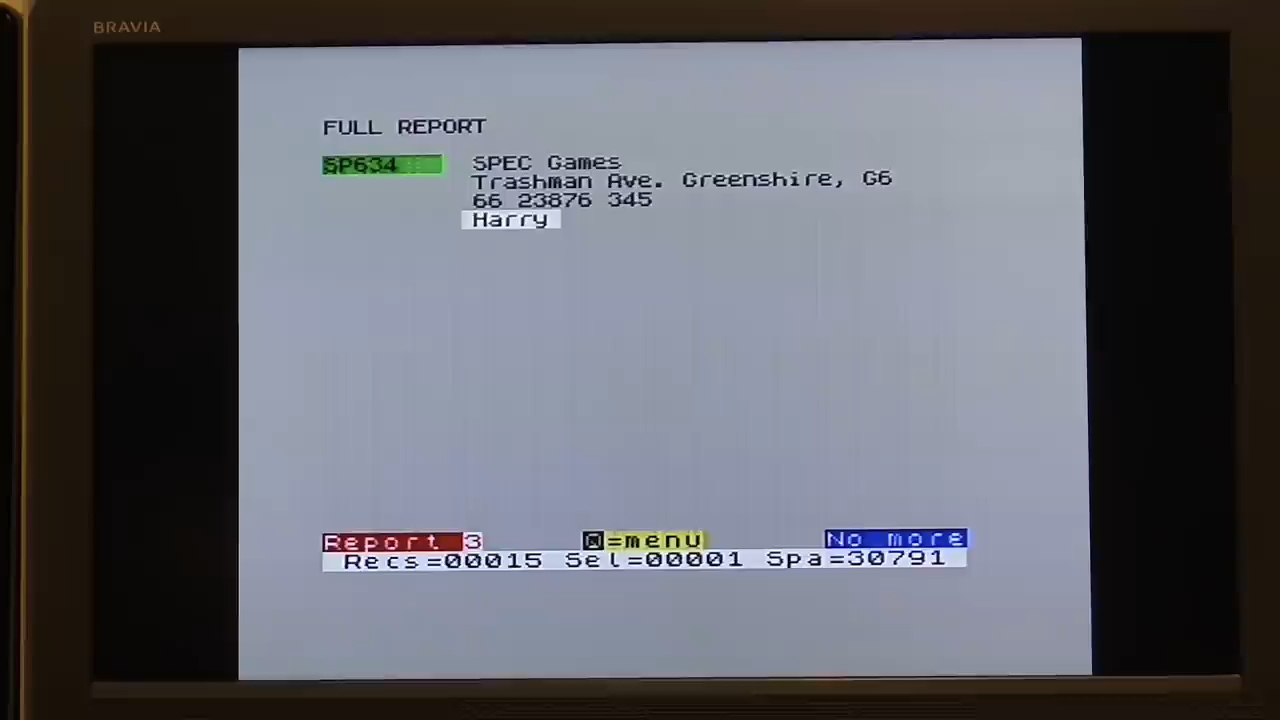 BRAVIA
FULL REPORT
SP634 SPEC Games
Trashman Ave. Greenshire, G6
66 23876 345
Harry
Report 3 =menu No more
Recs=00015 Sel=00001 Spa=30791